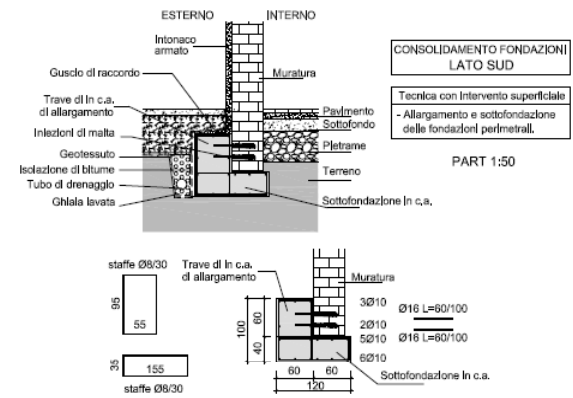 ESTERNO INTERNO
Intonaco
armato
Guscio di raccordo
Muratura
Trave di in c.a.
di allargamento
Iniezioni di malta
Geotessuto
Isolazione di bitume
Tubo di drenaggio
Ghiaia lavata
Pavimento
Sottofondo
Pietrame
Terreno
Sottofondazione in c.a.
CONSOLIDAMENTO FONDAZIONI
LATO SUD
Tecnica con intervento superficiale
- Allargamento e sottofondazione
delle fondazioni perimetrali.
PART 1:50
staffe Ø8/30
95
55
35
155
staffe Ø8/30
Trave di in c.a.
di allargamento
Muratura
100
60
40
3Ø10
2Ø10
5Ø10
6Ø10
Ø16 L=60/100
Ø16 L=60/100
60 60
120
Sottofondazione in c.a.